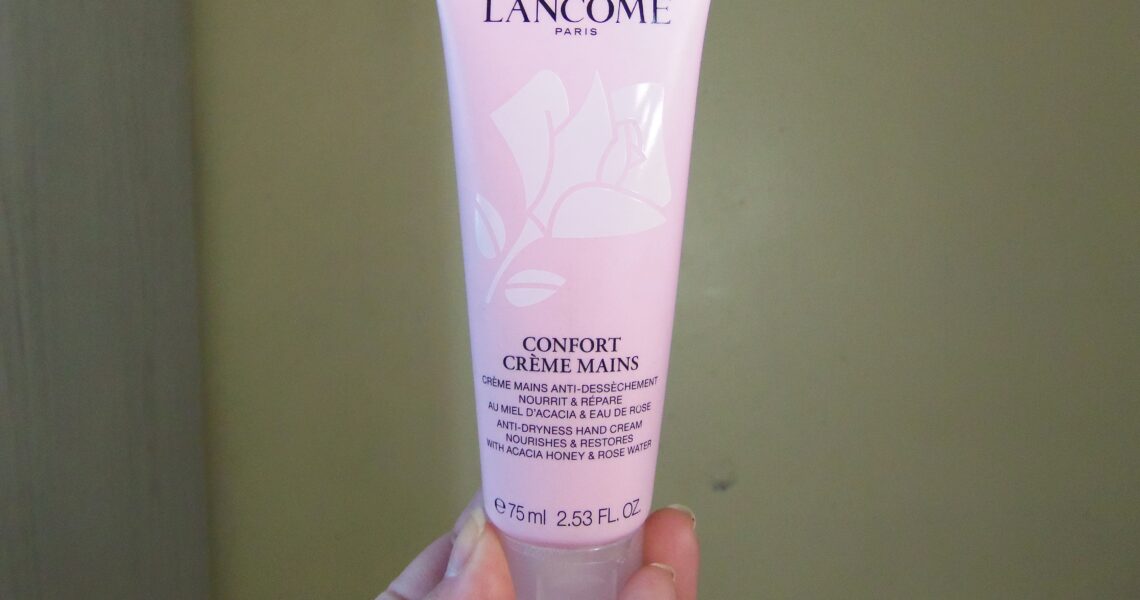 LANCÔME
PARIS
CONFORT
CRÈME MAINS
CRÈME MAINS ANTI-DESSÈCHEMENT
NOURRIT & RÉPARE
AU MIEL D'ACACIA & EAU DE ROSE
ANTI-DRYNESS HAND CREAM
NOURISHES & RESTORES
WITH ACACIA HONEY & ROSE WATER
℮75 ml 2.53 FL. OZ.